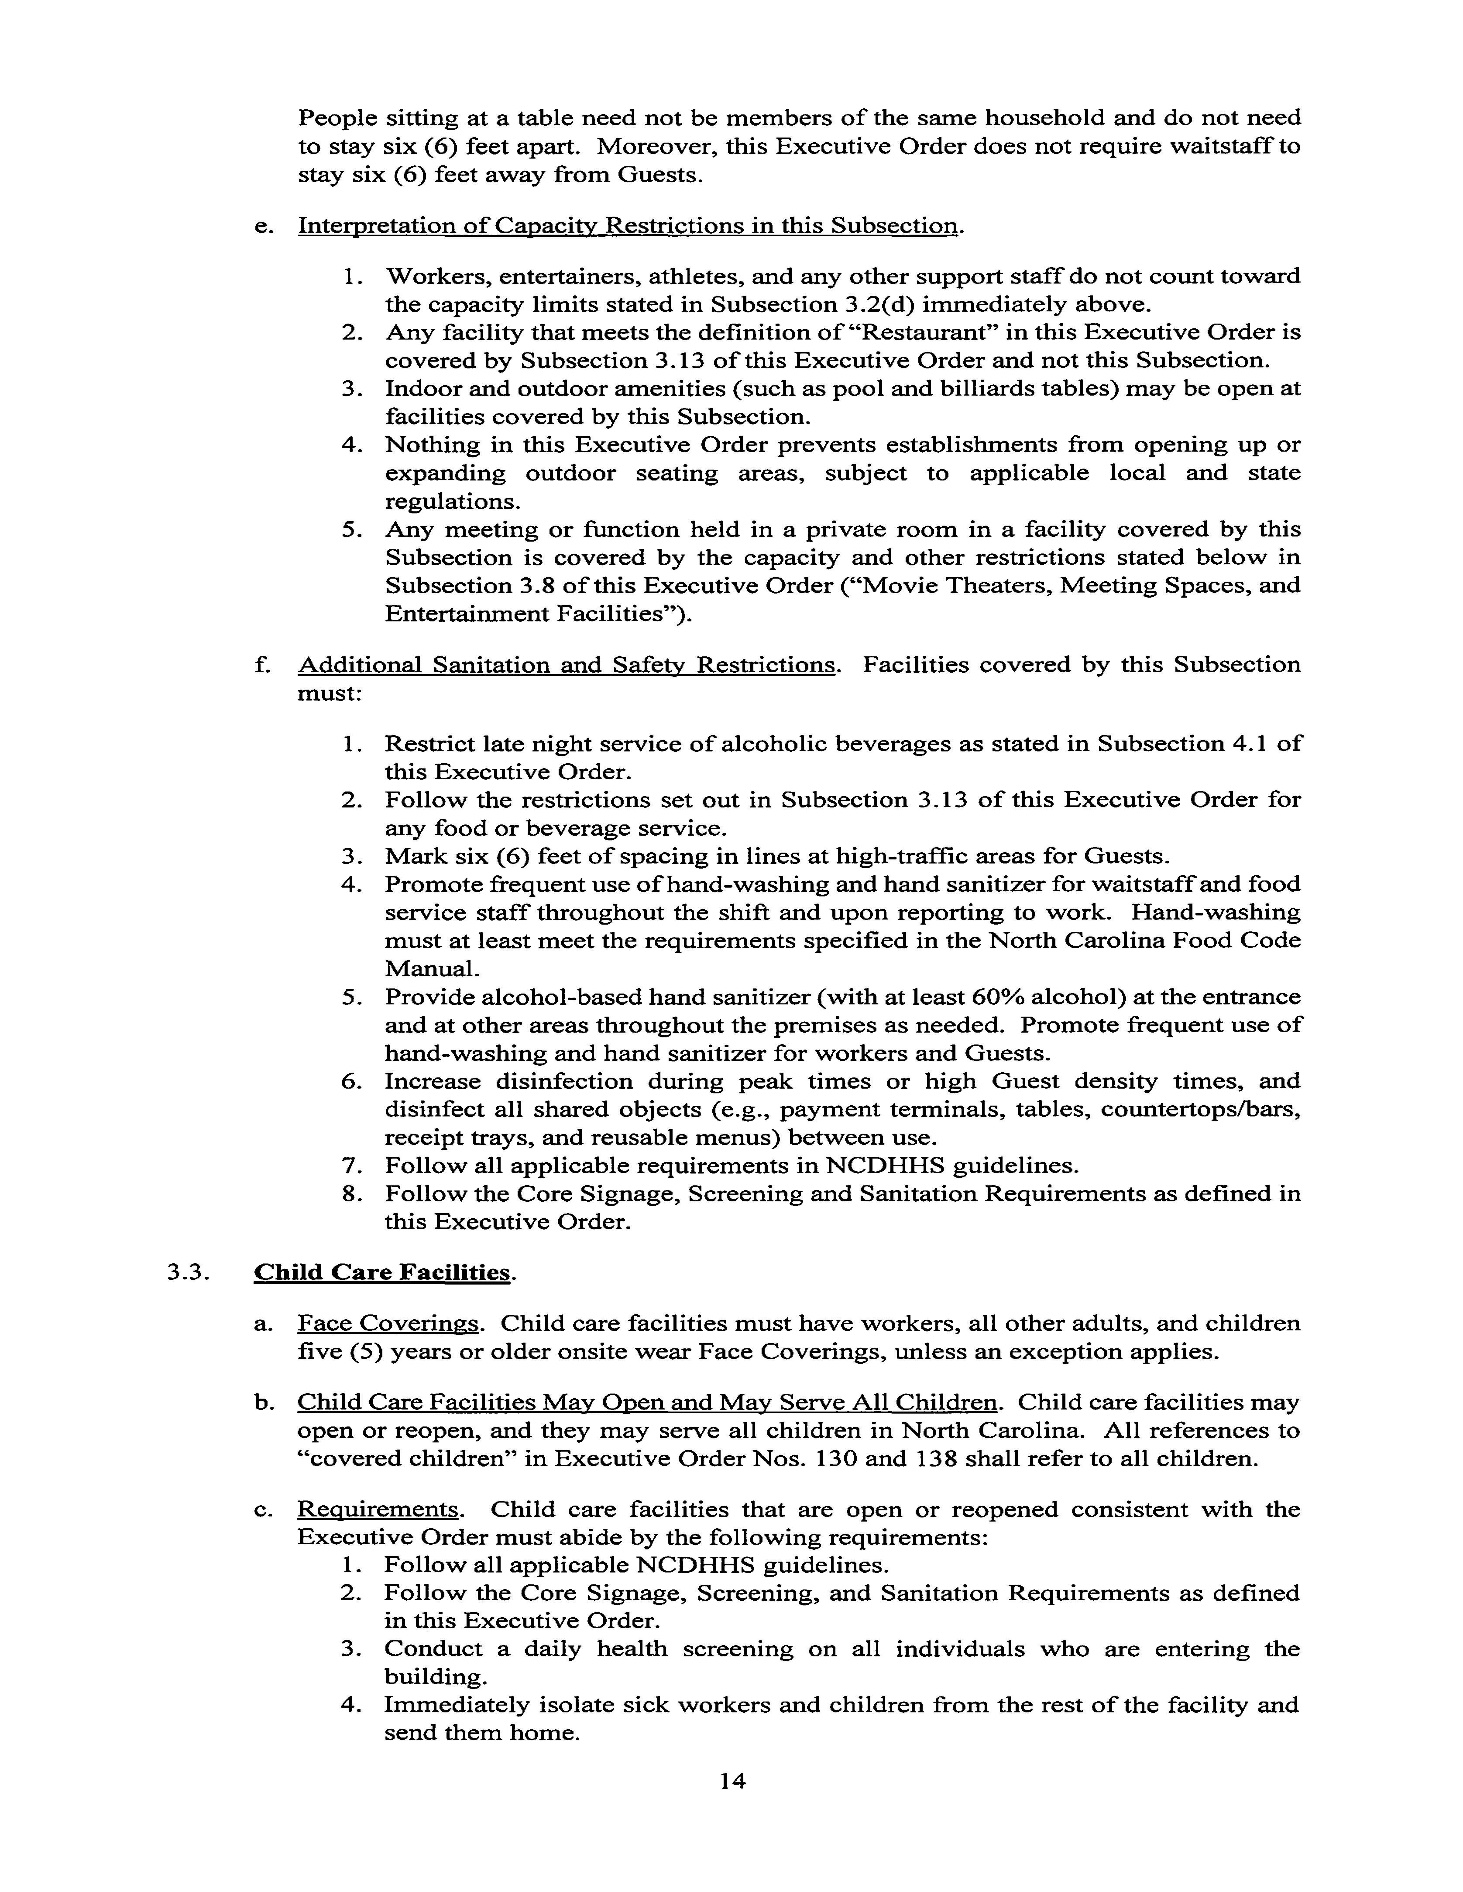 People sitting at a table need not be members of the same household and do not need
to stay six (6) feet apart. Moreover, this Executive Order does not require waitstaff to
stay six (6) feet away from Guests.
e. Interpretation of Capacity Restrictions in this Subsection.
1. Workers, entertainers, athletes, and any other support staff do not count toward
the capacity limits stated in Subsection 3.2(d) immediately above.
2. Any facility that meets the definition of “Restaurant” in this Executive Order is
covered by Subsection 3.13 of this Executive Order and not this Subsection.
3. Indoor and outdoor amenities (such as pool and billiards tables) may be open at
facilities covered by this Subsection.
4. Nothing in this Executive Order prevents establishments from opening up or
expanding outdoor seating areas, subject to applicable local and state
regulations.
5. Any meeting or function held in a private room in a facility covered by this
Subsection is covered by the capacity and other restrictions stated below in
Subsection 3.8 of this Executive Order (“Movie Theaters, Meeting Spaces, and
Entertainment Facilities”).
f. Additional Sanitation and Safety Restrictions. Facilities covered by this Subsection
must:
1. Restrict late night service of alcoholic beverages as stated in Subsection 4.1 of
this Executive Order.
2. Follow the restrictions set out in Subsection 3.13 of this Executive Order for
any food or beverage service.
3. Mark six (6) feet of spacing in lines at high-traffic areas for Guests.
4. Promote frequent use of hand-washing and hand sanitizer for waitstaff and food
service staff throughout the shift and upon reporting to work. Hand-washing
must at least meet the requirements specified in the North Carolina Food Code
Manual.
5. Provide alcohol-based hand sanitizer (with at least 60% alcohol) at the entrance
and at other areas throughout the premises as needed. Promote frequent use of
hand-washing and hand sanitizer for workers and Guests.
6. Increase disinfection during peak times or high Guest density times, and
disinfect all shared objects (e.g., payment terminals, tables, countertops/bars,
receipt trays, and reusable menus) between use.
7. Follow all applicable requirements in NCDHHS guidelines.
8. Follow the Core Signage, Screening and Sanitation Requirements as defined in
this Executive Order.
3.3. Child Care Facilities.
a. Face Coverings. Child care facilities must have workers, all other adults, and children
five (5) years or older onsite wear Face Coverings, unless an exception applies.
b. Child Care Facilities May Open and May Serve All Children. Child care facilities may
open or reopen, and they may serve all children in North Carolina. All references to
“covered children” in Executive Order Nos. 130 and 138 shall refer to all children.
c. Requirements. Child care facilities that are open or reopened consistent with the
Executive Order must abide by the following requirements:
1. Follow all applicable NCDHHS guidelines.
2. Follow the Core Signage, Screening, and Sanitation Requirements as defined
in this Executive Order.
3. Conduct a daily health screening on all individuals who are entering the
building.
4. Immediately isolate sick workers and children from the rest of the facility and
send them home.
14